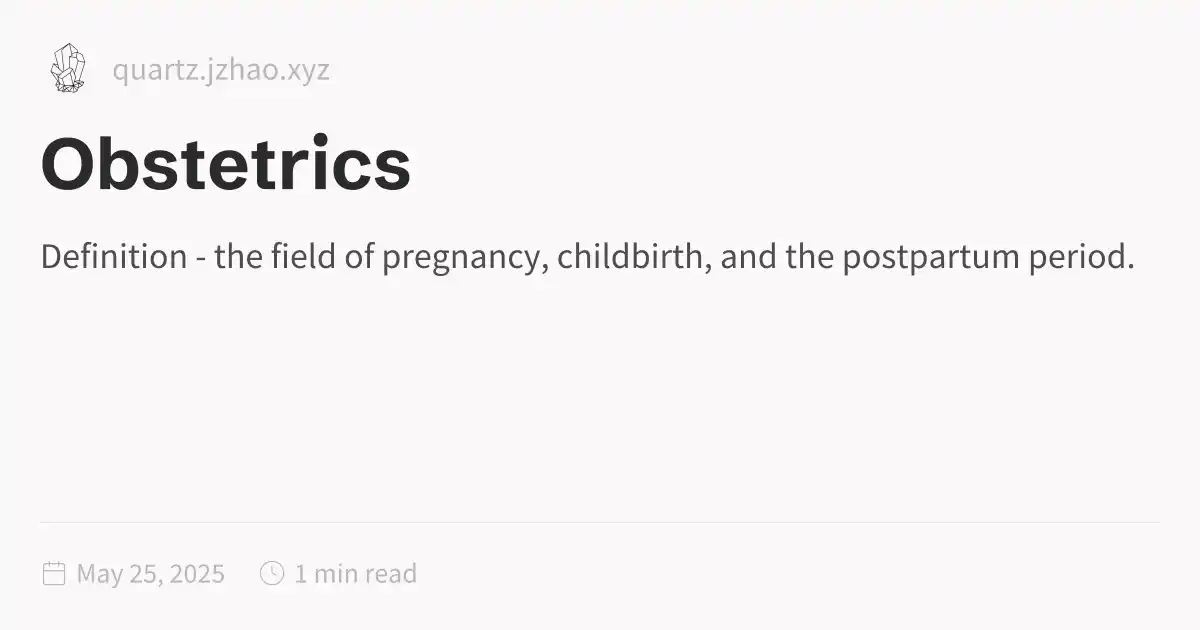 quartz.jzhao.xyz
Obstetrics
Definition - the field of pregnancy, childbirth, and the postpartum period.
May 25, 2025 1 min read